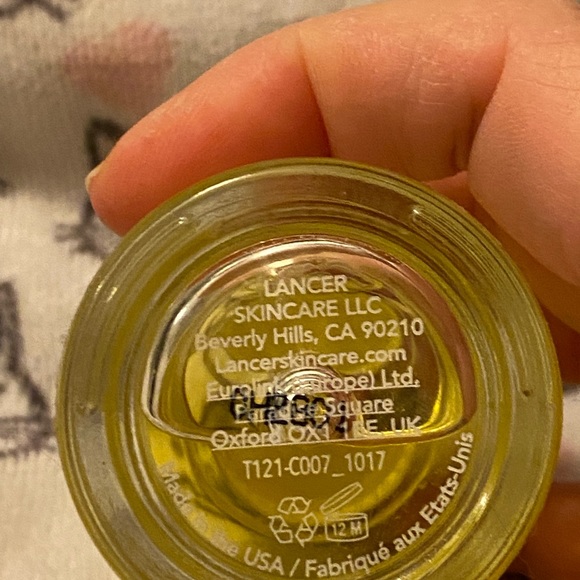 LANCER
SKINCARE LLC
Beverly Hills, CA 90210
Lancerskincare.com
Eurolink (Europe) Ltd.
Square
Oxford UK
T121-C007_1017
12 M
Made in the USA / Fabriqué aux Etats-Unis